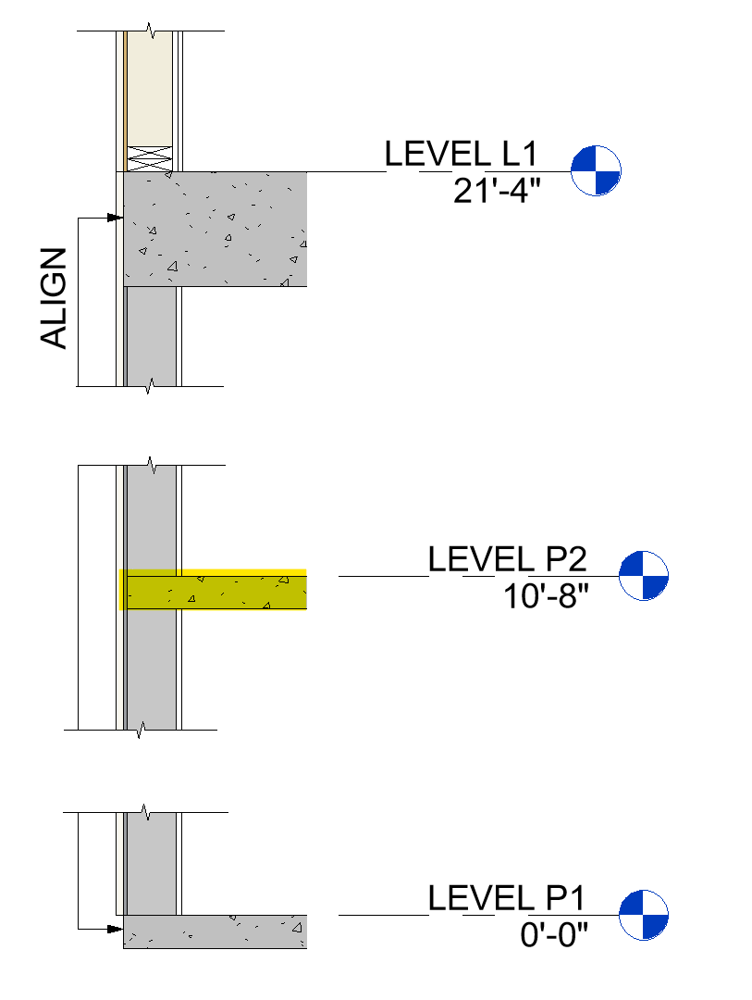 LEVEL L1
21'-4"
ALIGN
LEVEL P2
10'-8"
LEVEL P1
0'-0"